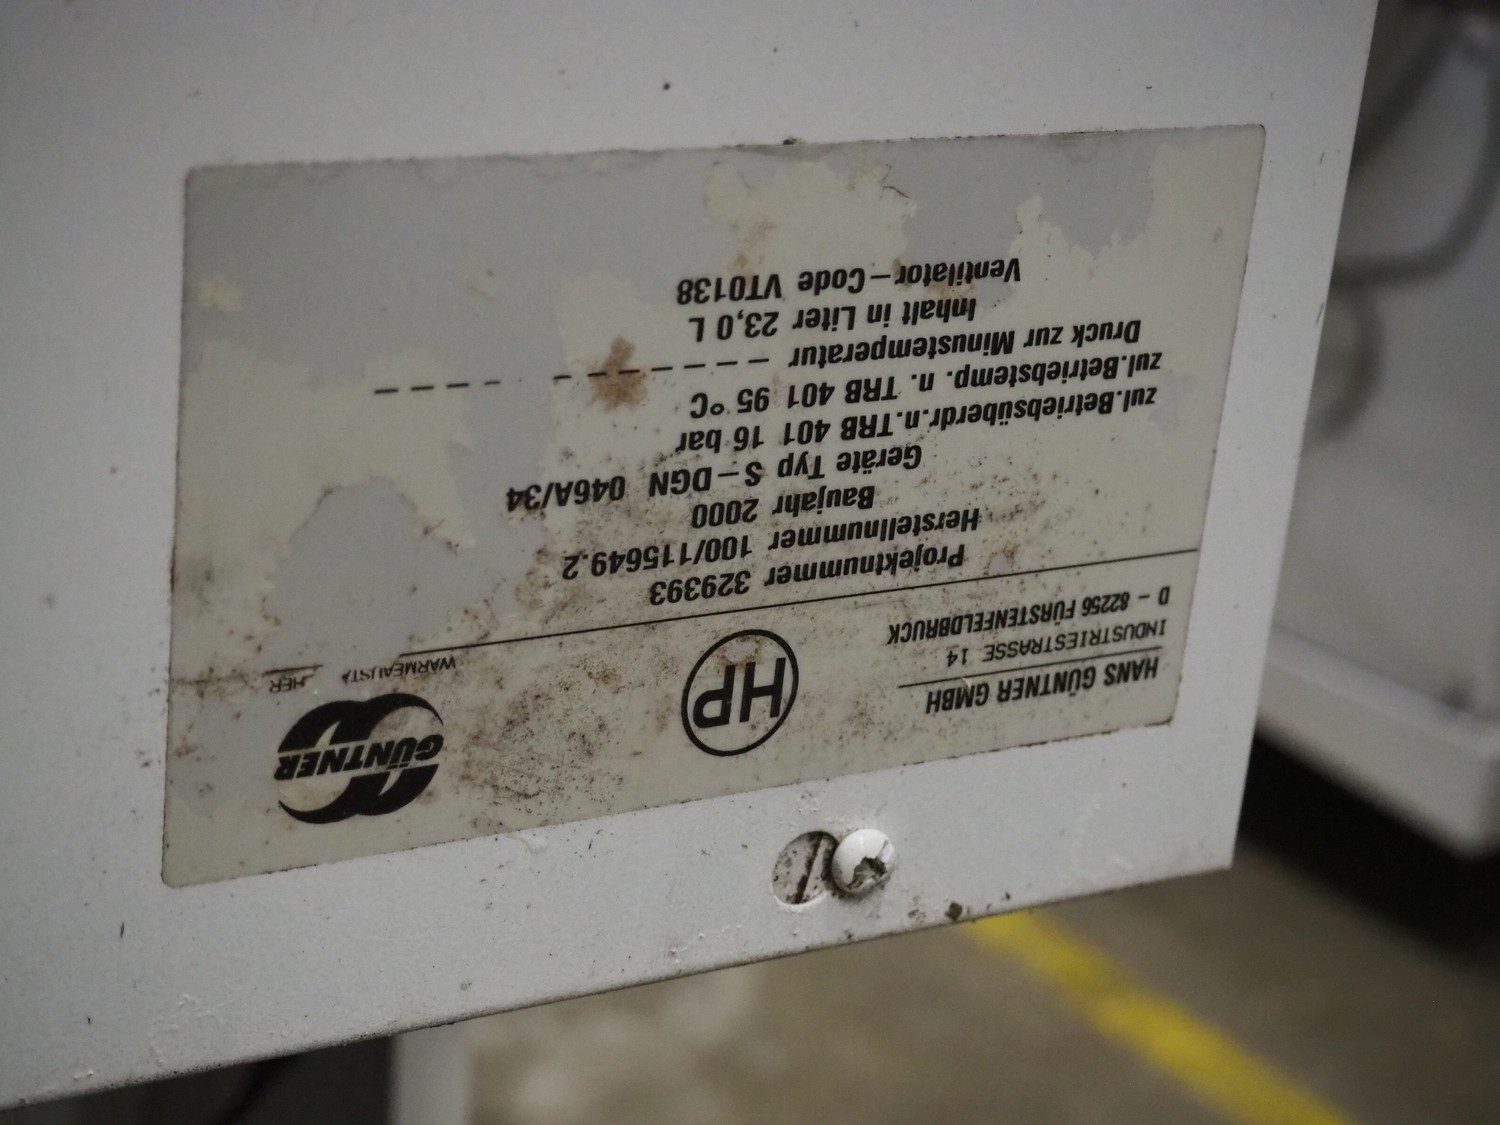 HANS GÜNTNER GMBH
INDUSTRIESTRASSE 14
D - 82256 FÜRSTENFELDBRUCK
HP
GÜNTNER
WÄRMEAUSTA HER
Projektnummer 329393
Herstellnummer 100/115649.2
Baujahr 2000
Geräte Typ S-DGN 046A/34
zul.Betriebsüberdr.n.TRB 401 16 bar
zul.Betriebstemp. n. TRB 401 95 °C
Druck zur Minustemperatur
Inhalt in Liter 23,0 L
Ventilator-Code VT0138